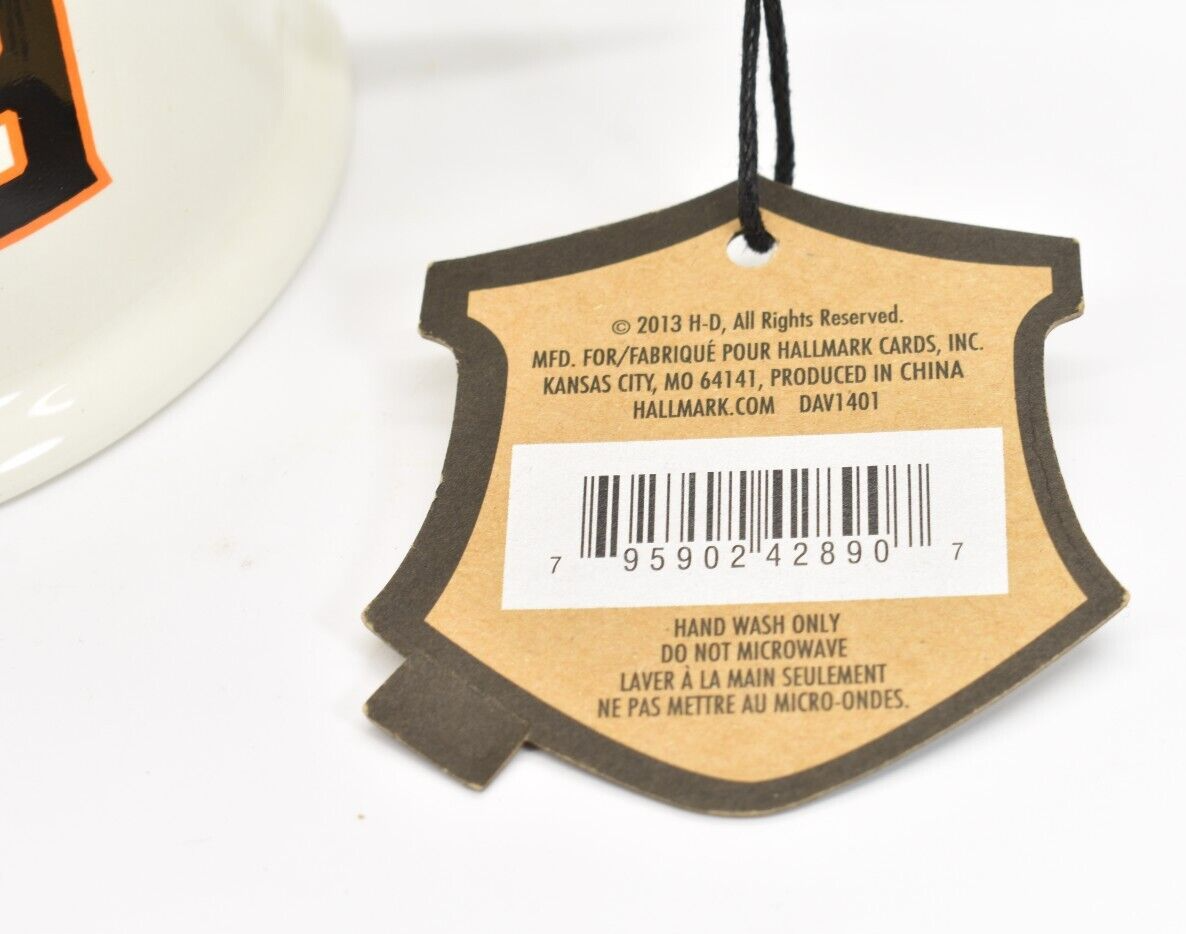 © 2013 H-D, All Rights Reserved.
MFD. FOR/FABRIQUÉ POUR HALLMARK CARDS, INC.
KANSAS CITY, MO 64141, PRODUCED IN CHINA
HALLMARK.COM DAV1401
7 95902 42890 7
HAND WASH ONLY
DO NOT MICROWAVE
LAVER À LA MAIN SEULEMENT
NE PAS METTRE AU MICRO-ONDES.